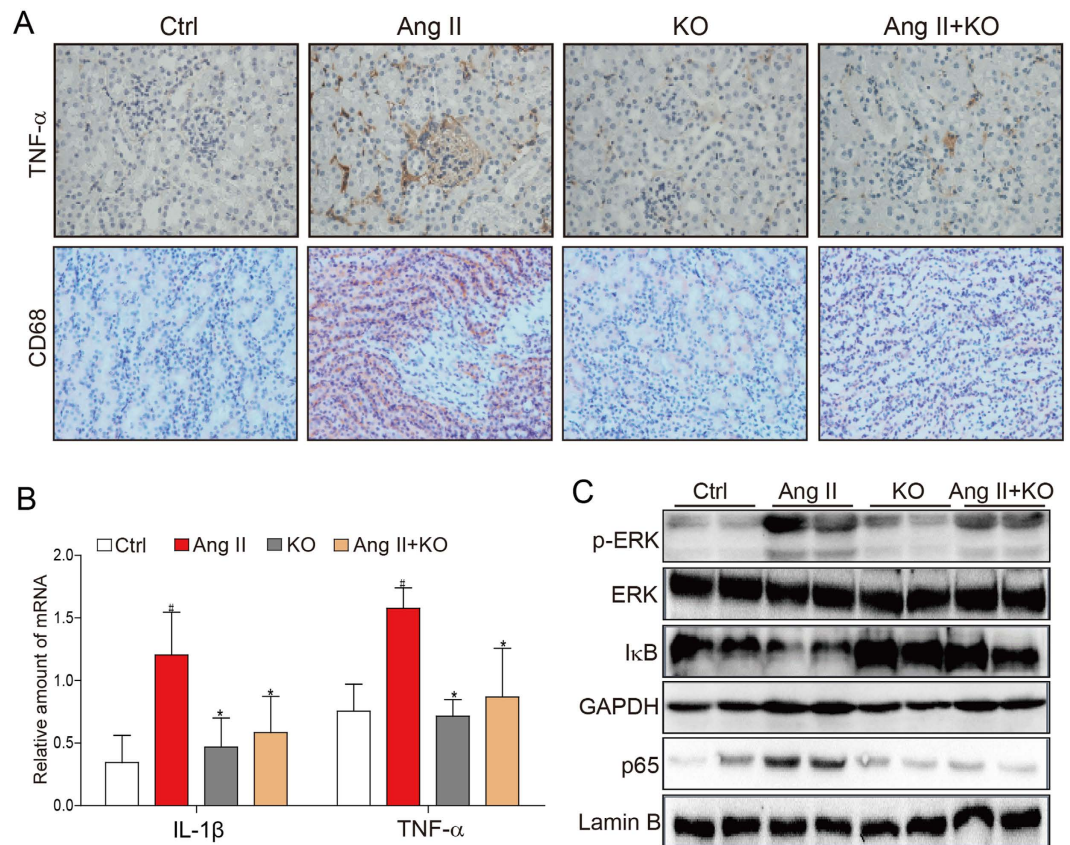 A
Ctrl Ang II KO Ang II+KO
TNF-α
CD68
B
Ctrl Ang II KO Ang II+KO
Relative amount of mRNA
2.0
1.5
1.0
0.5
0.0
#
*
*
#
*
*
IL-1β TNF-α
C
Ctrl Ang II KO Ang II+KO
p-ERK
ERK
IκB
GAPDH
p65
Lamin B